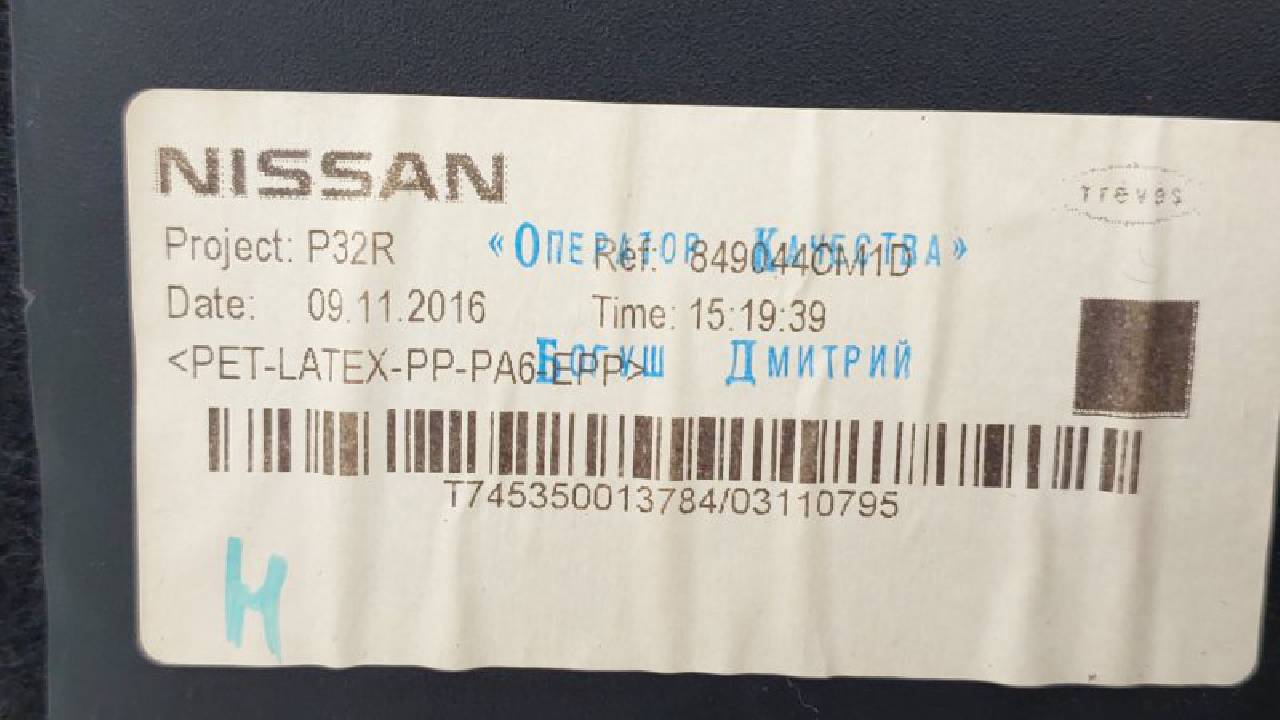 NISSAN
Treves
Project: P32R
Ref: 849044CM1D
«Оператор Качества»
Date: 09.11.2016
Time: 15:19:39
<PET-LATEX-PP-PA6-EPP>
Богуш Дмитрий
T745350013784/03110795
И